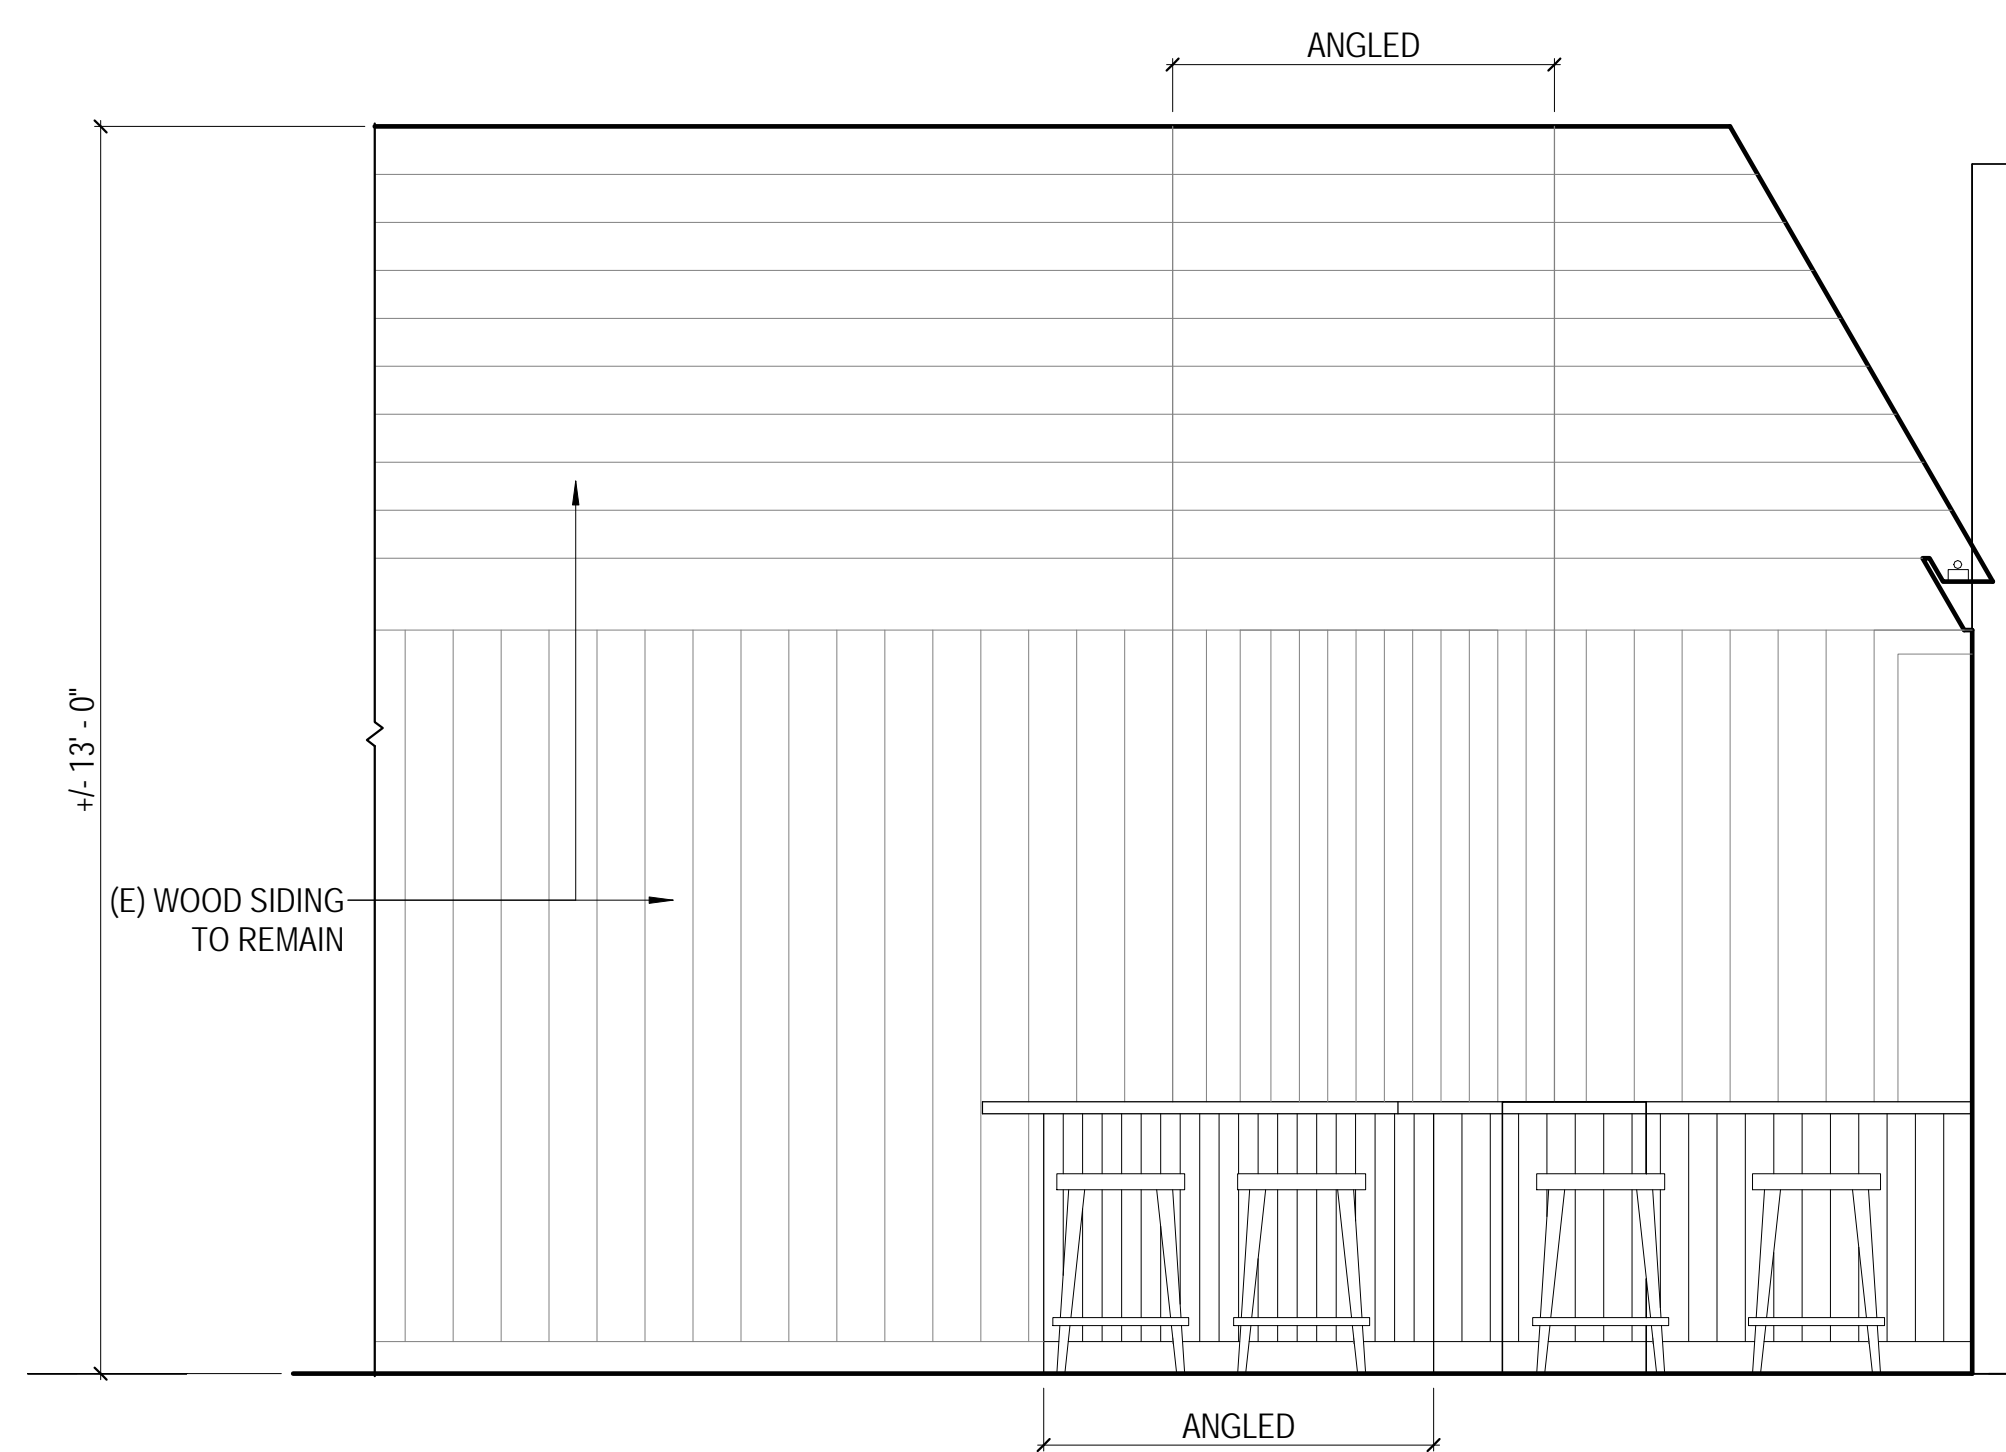 ANGLED
+/- 13' - 0"
(E) WOOD SIDING
TO REMAIN
ANGLED